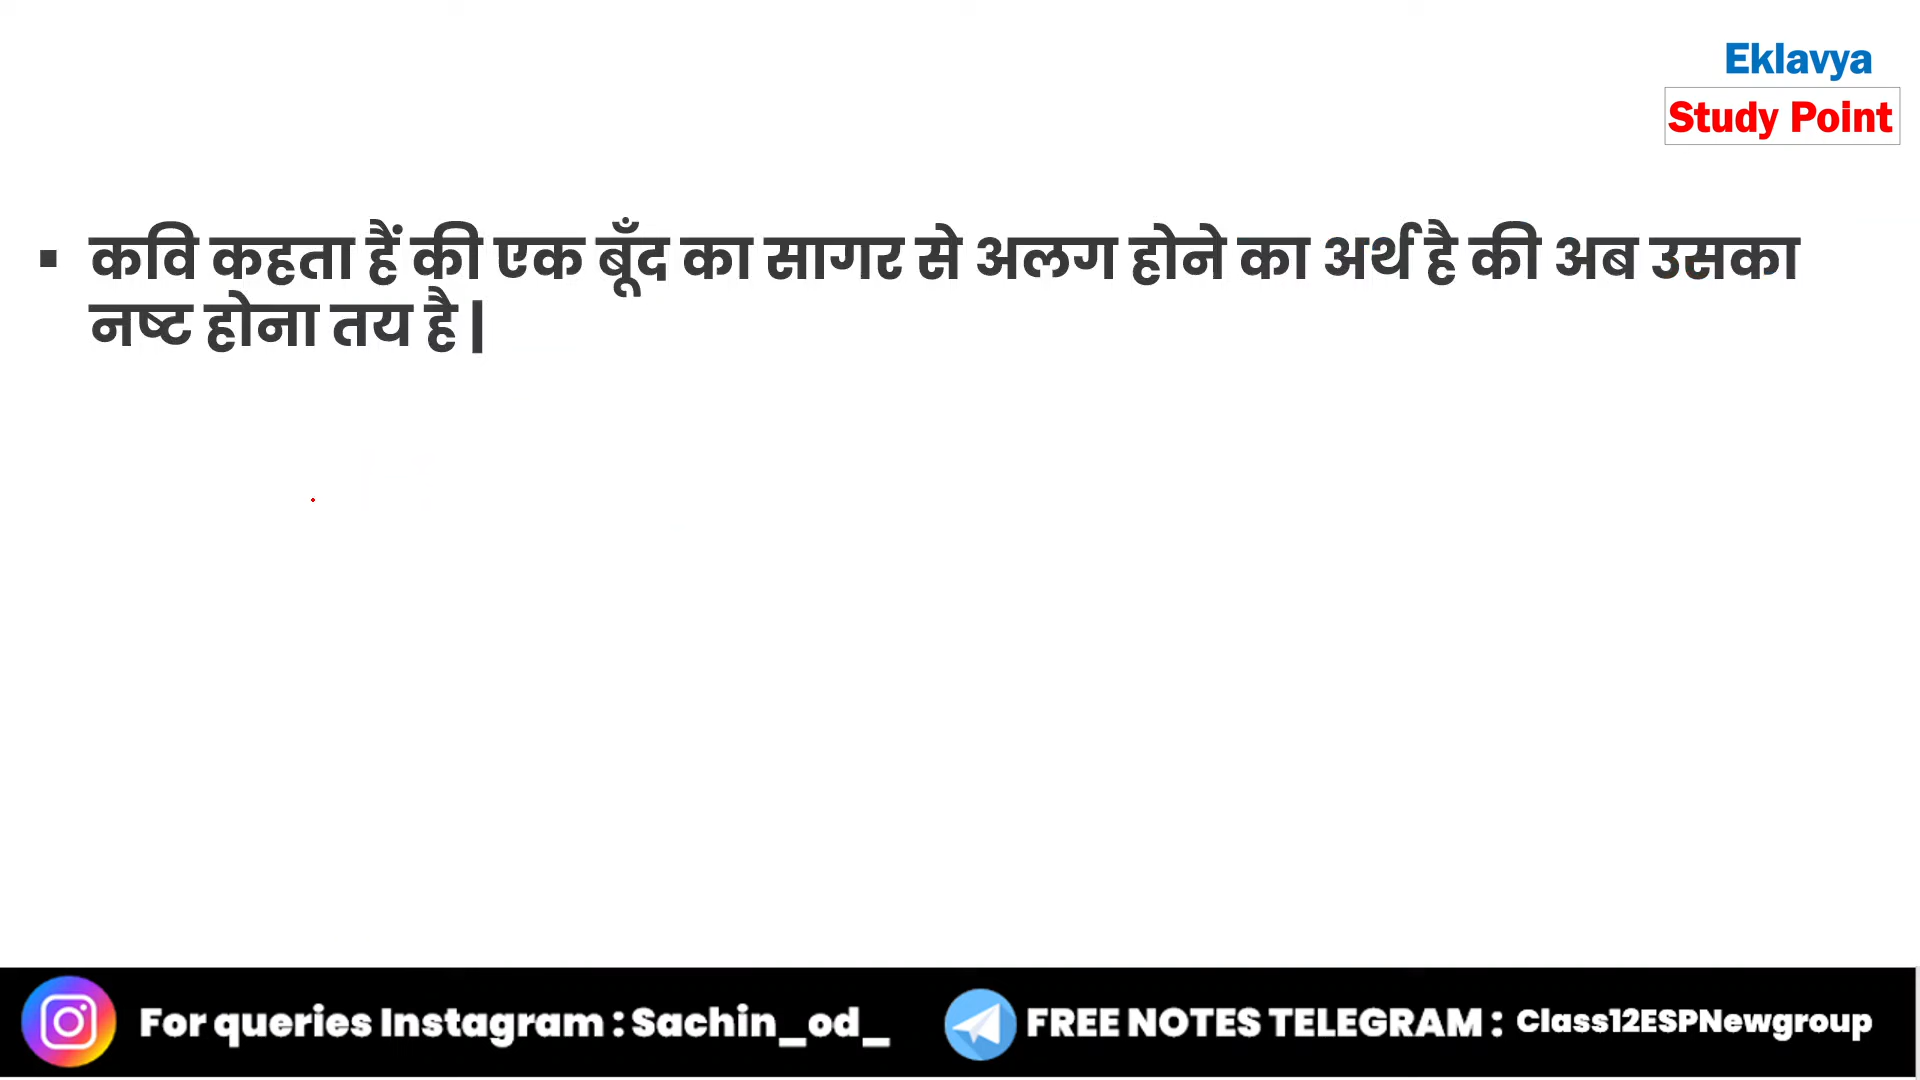 Eklavya
Study Point
▪ कवि कहता हैं की एक बूँद का सागर से अलग होने का अर्थ है की अब उसका
नष्ट होना तय है |
For queries Instagram : Sachin_od_
FREE NOTES TELEGRAM : Class12ESPNewgroup